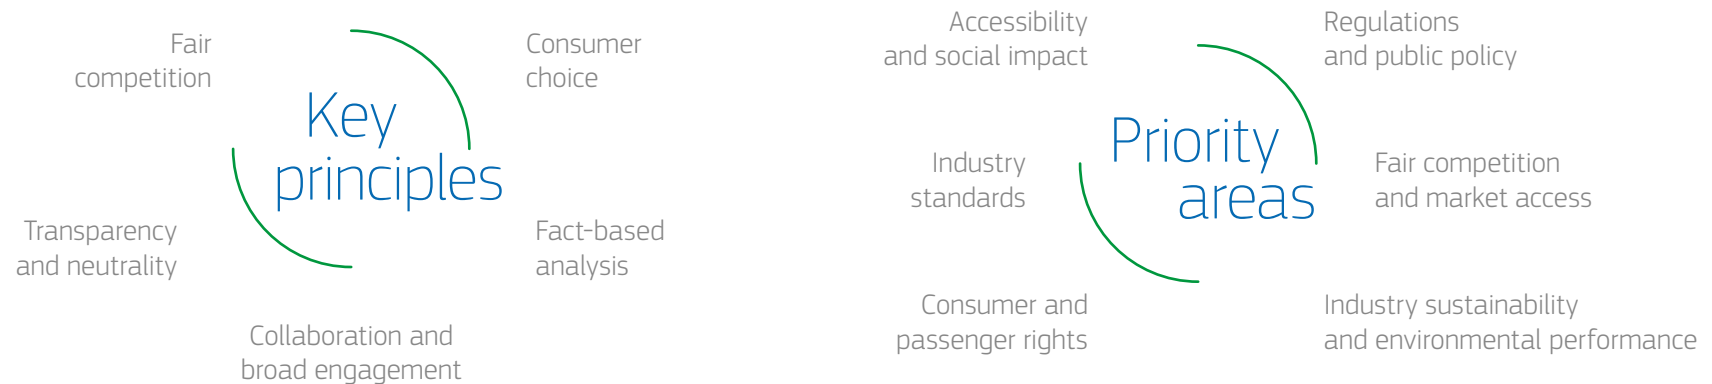 Fair
competition
Consumer
choice
Key
principles
Transparency
and neutrality
Fact-based
analysis
Collaboration and
broad engagement
Accessibility
and social impact
Regulations
and public policy
Priority
areas
Industry
standards
Fair competition
and market access
Consumer and
passenger rights
Industry sustainability
and environmental performance